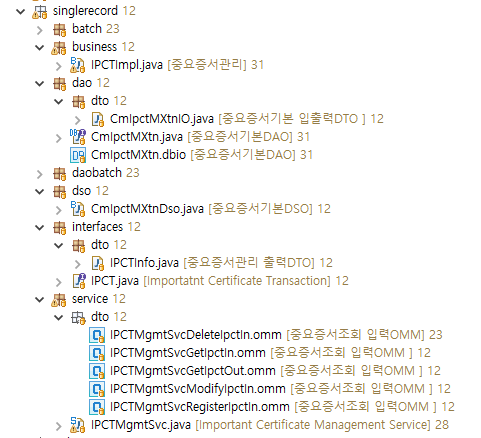 singlerecord 12
batch 23
business 12
IPCTImpl.java [중요증서관리] 31
dao 12
dto 12
CmIpctMXtnIO.java [중요증서기본 입출력DTO ] 12
CmIpctMXtn.java [중요증서기본DAO] 31
CmIpctMXtn.dbio [중요증서기본DAO] 31
daobatch 23
dso 12
CmIpctMXtnDso.java [중요증서기본DSO] 12
interfaces 12
dto 12
IPCTInfo.java [중요증서관리 출력DTO] 12
IPCT.java [Importatnt Certificate Transaction] 12
service 12
dto 12
IPCTMgmtSvcDeleteIpctIn.omm [중요증서조회 입력OMM] 23
IPCTMgmtSvcGetIpctIn.omm [중요증서조회 입력OMM ] 12
IPCTMgmtSvcGetIpctOut.omm [중요증서조회 입력OMM ] 12
IPCTMgmtSvcModifyIpctIn.omm [중요증서조회 입력OMM ] 12
IPCTMgmtSvcRegisterIpctIn.omm [중요증서조회 입력OMM ] 12
IPCTMgmtSvc.java [Important Certificate Management Service] 28